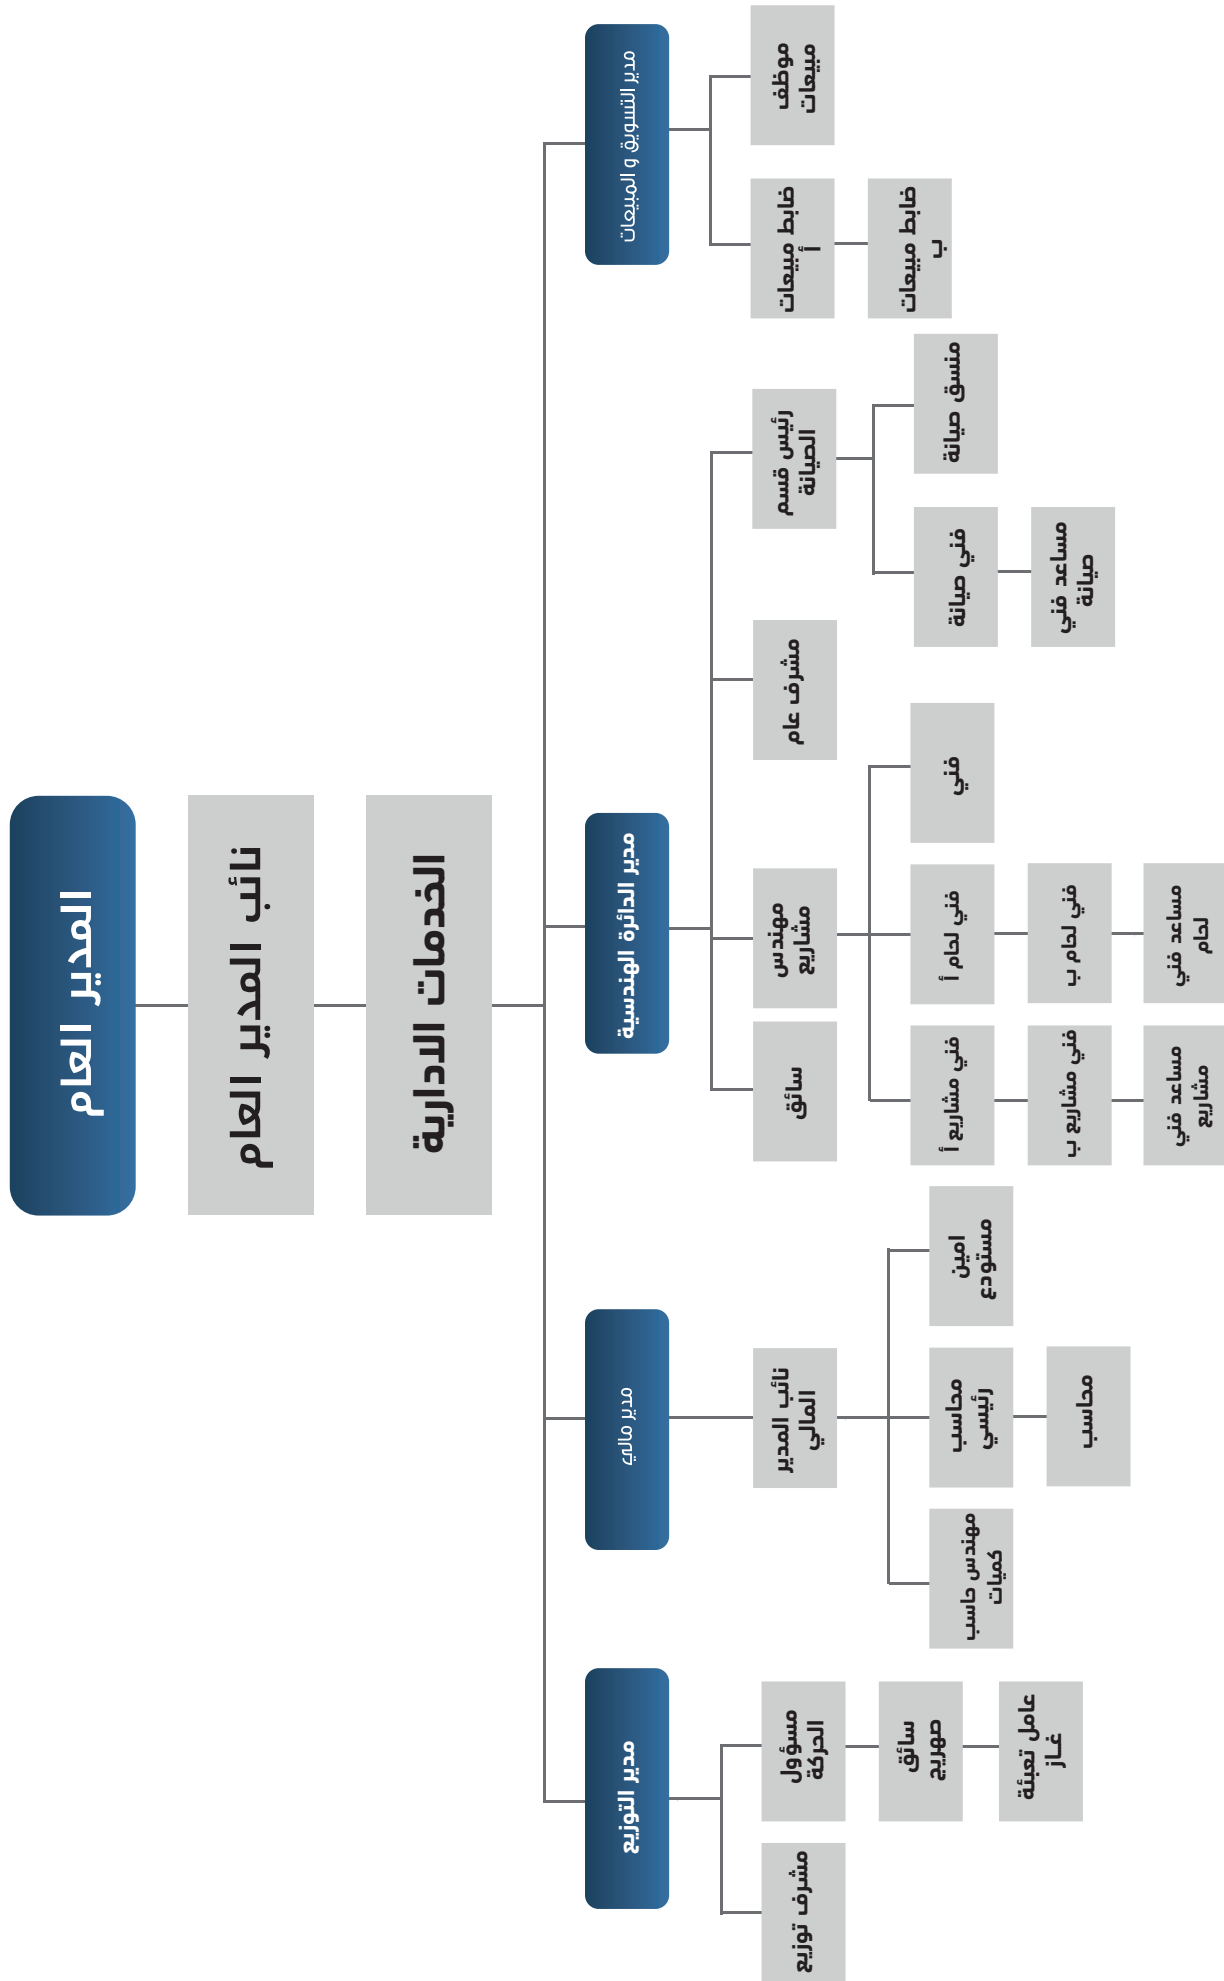 المدير العام
نائب المدير العام
الخدمات الادارية
مدير التسويق و المبيعات
مدير الدائرة الهندسية
مدير مالي
مدير التوزيع
موظف
مبيعات
ضابط مبيعات
أ
ضابط مبيعات
ب
رئيس قسم
الصيانة
منسق صيانة
فني صيانة
مساعد فني
صيانة
مشرف عام
مهندس
مشاريع
سائق
فني
فني لحام أ
فني لحام ب
مساعد فني
لحام
فني مشاريع أ
فني مشاريع ب
مساعد فني
مشاريع
نائب المدير
المالي
امين
مستودع
محاسب
رئيسي
محاسب
مهندس حاسب
كميات
مسؤول
الحركة
سائق
صهريج
عامل تعبئة
غـاز
مشرف توزيع